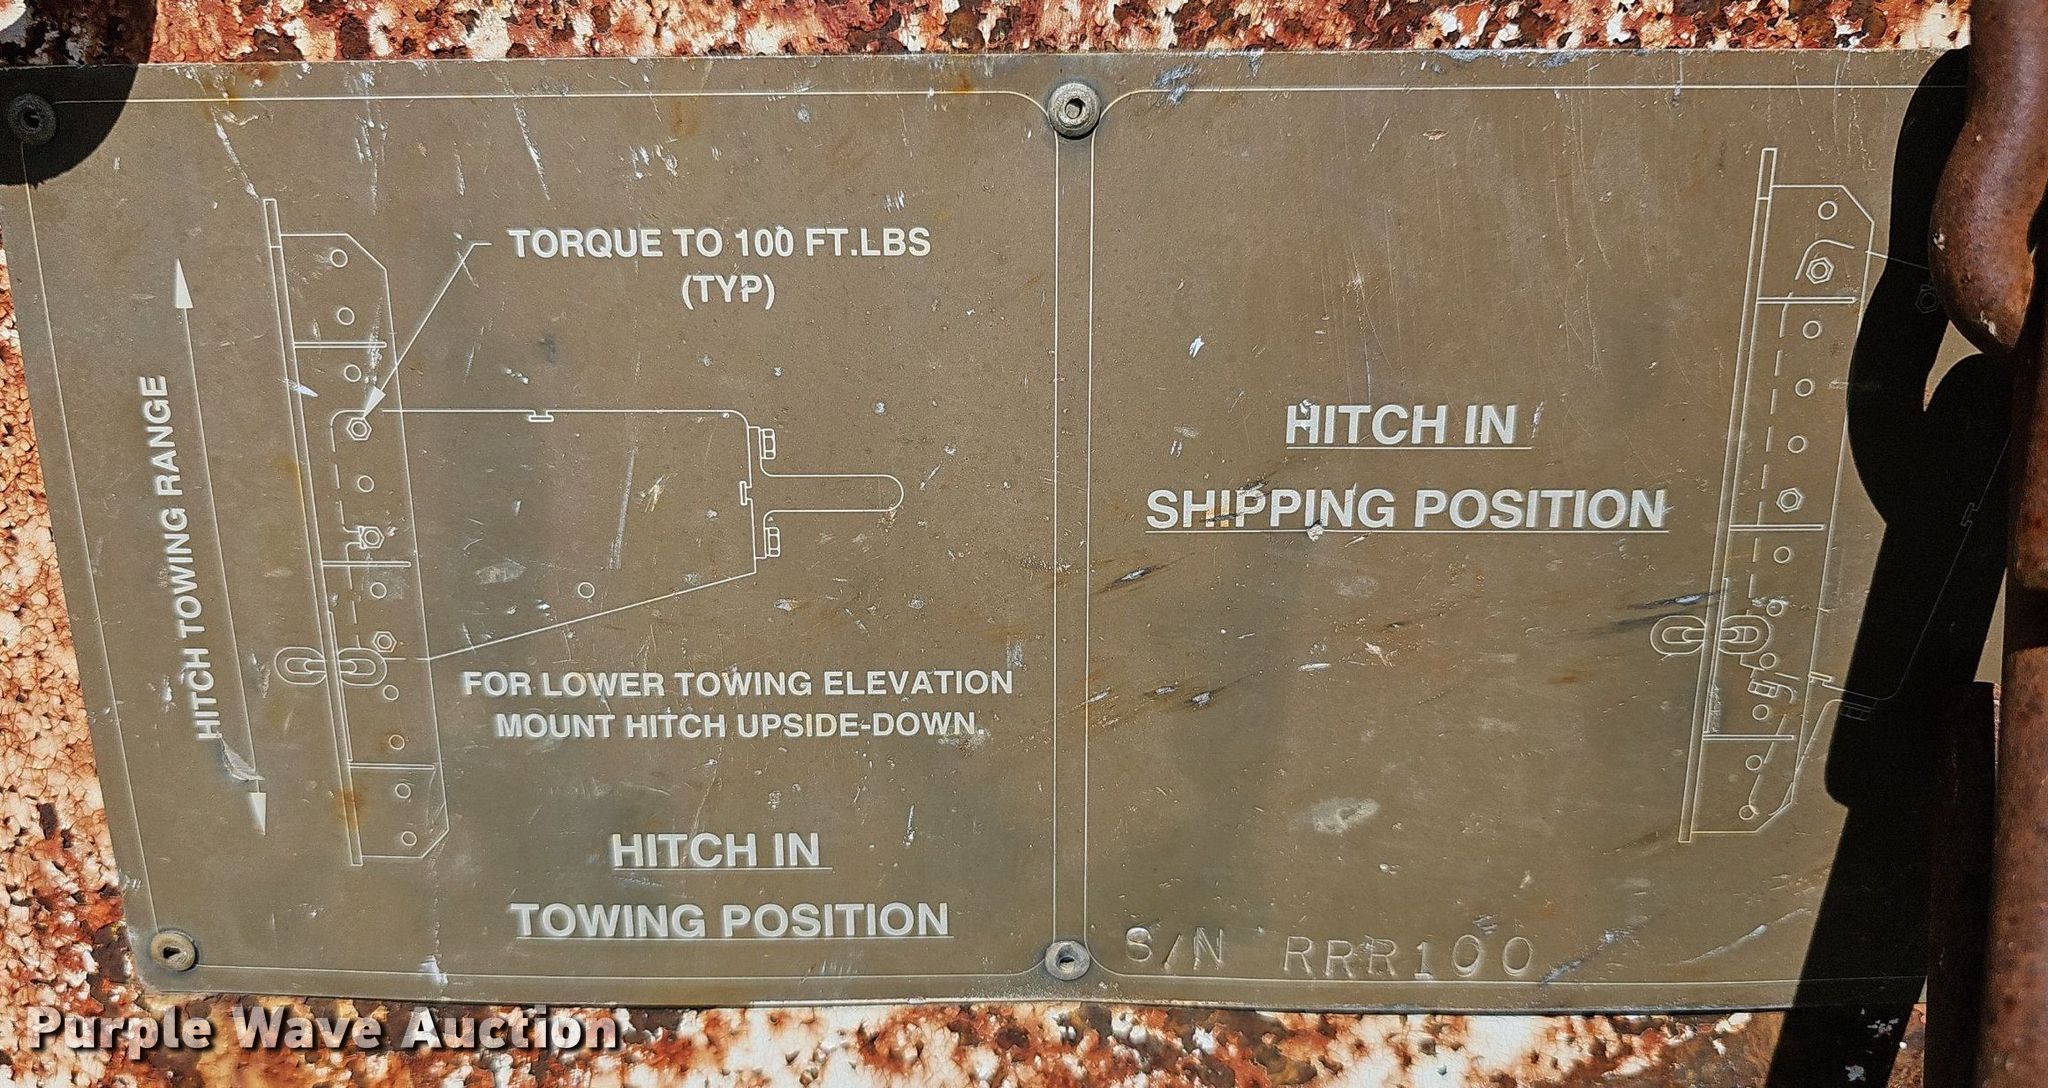 TORQUE TO 100 FT.LBS
(TYP)
HITCH TOWING RANGE
FOR LOWER TOWING ELEVATION
MOUNT HITCH UPSIDE-DOWN.
HITCH IN
TOWING POSITION
HITCH IN
SHIPPING POSITION
S/N RRR100
Purple Wave Auction